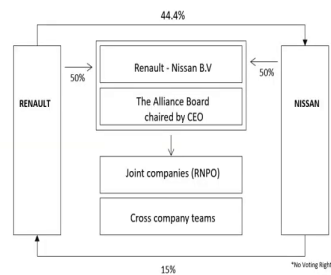 44.4%
Renault - Nissan B.V
50%
50%
RENAULT
The Alliance Board
chaired by CEO
NISSAN
Joint companies (RNPO)
Cross company teams
*No Voting Right
15%